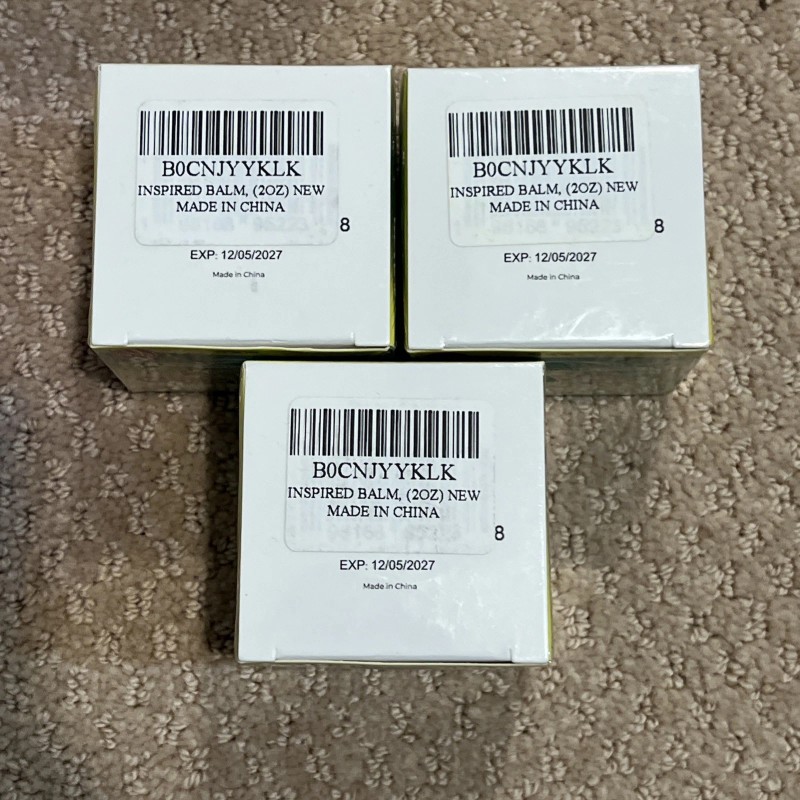 B0CNJYYKLK
INSPIRED BALM, (2OZ) NEW
MADE IN CHINA
8
EXP: 12/05/2027
Made in China
B0CNJYYKLK
INSPIRED BALM, (2OZ) NEW
MADE IN CHINA
8
EXP: 12/05/2027
Made in China
B0CNJYYKLK
INSPIRED BALM, (2OZ) NEW
MADE IN CHINA
8
EXP: 12/05/2027
Made in China